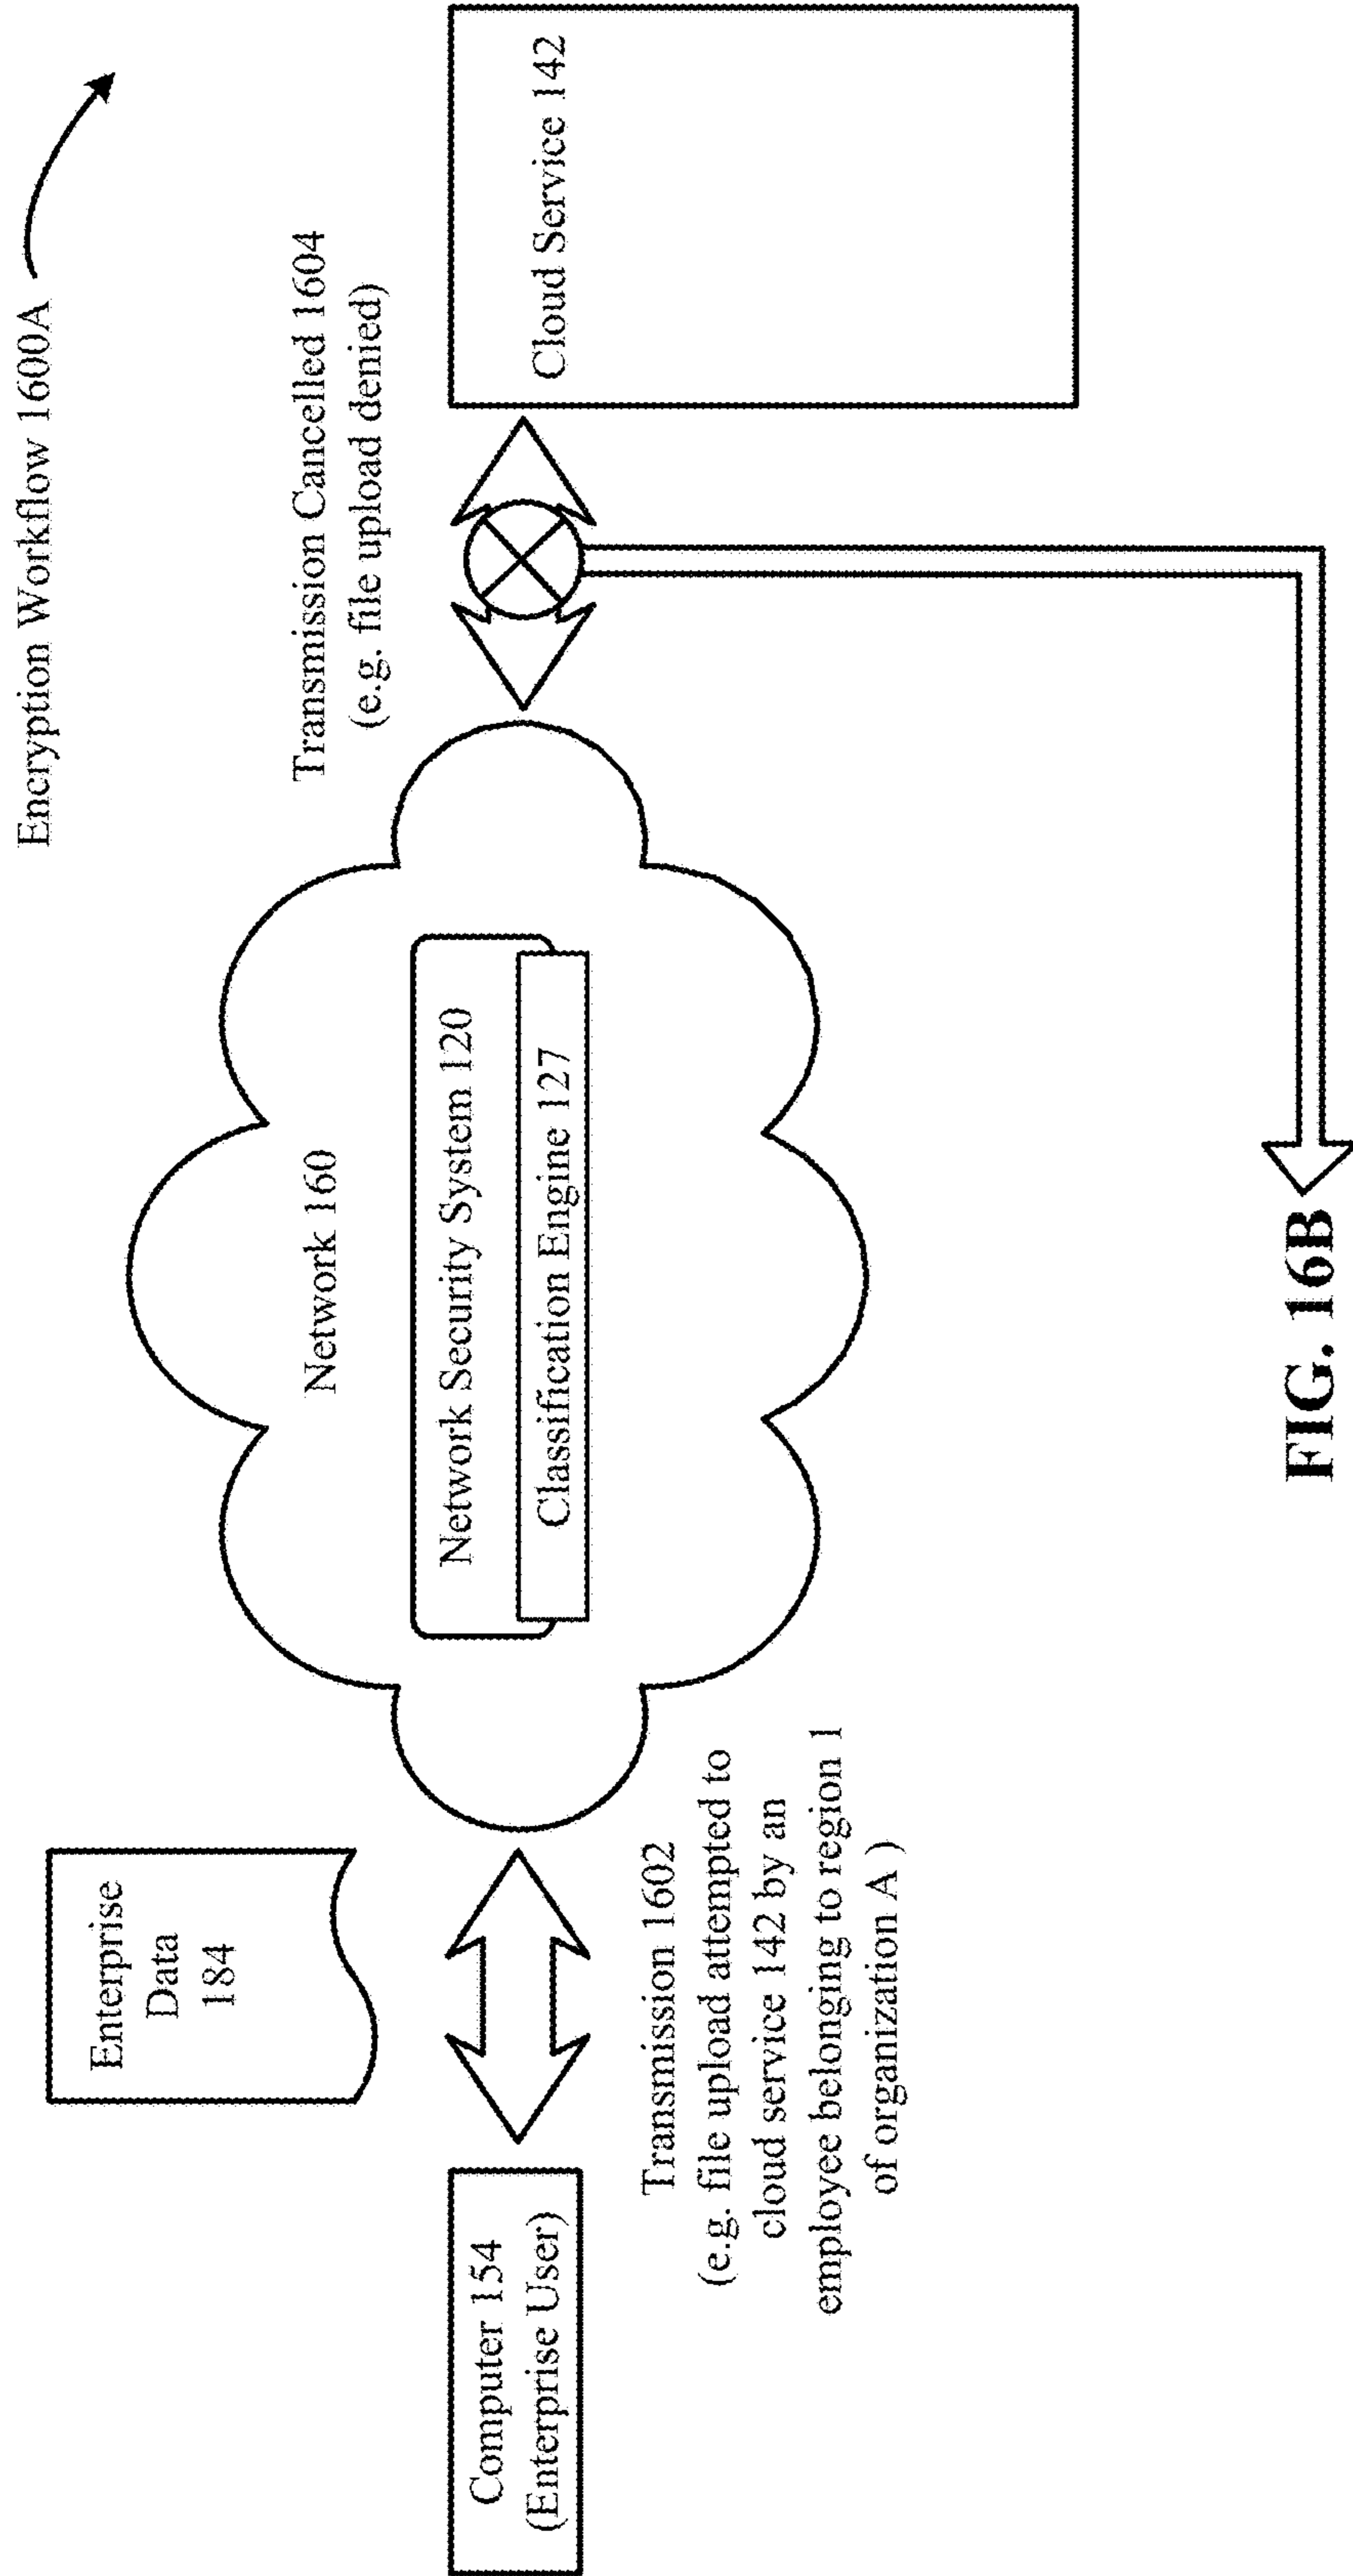 Encryption Workflow 1600A
Enterprise
Data
184
Transmission Cancelled 1604
(e.g. file upload denied)
Network 160
Computer 154
(Enterprise User)
Network Security System 120
Classification Engine 127
Cloud Service 142
Transmission 1602
(e.g. file upload attempted to
cloud service 142 by an
employee belonging to region 1
of organization A )
FIG. 16B